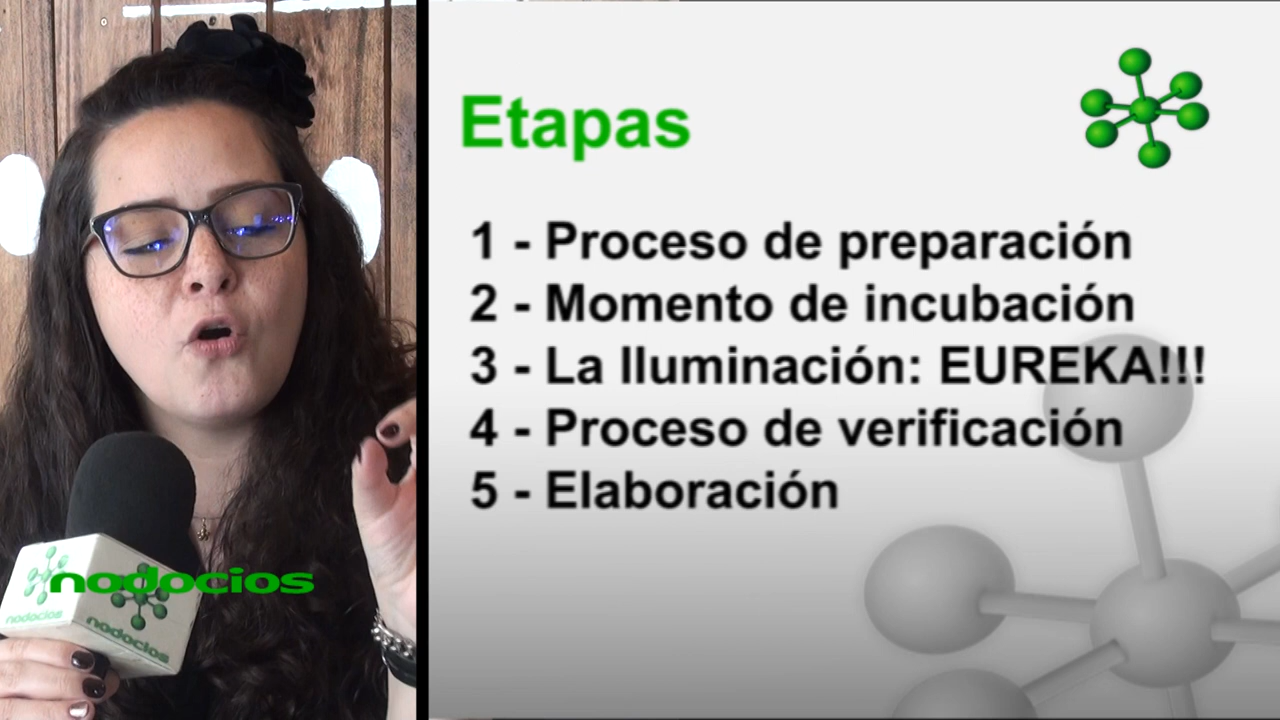 Etapas
1 - Proceso de preparación
2 - Momento de incubación
3 - La Iluminación: EUREKA!!!
4 - Proceso de verificación
5 - Elaboración
nodocios
nodocios
nodocios